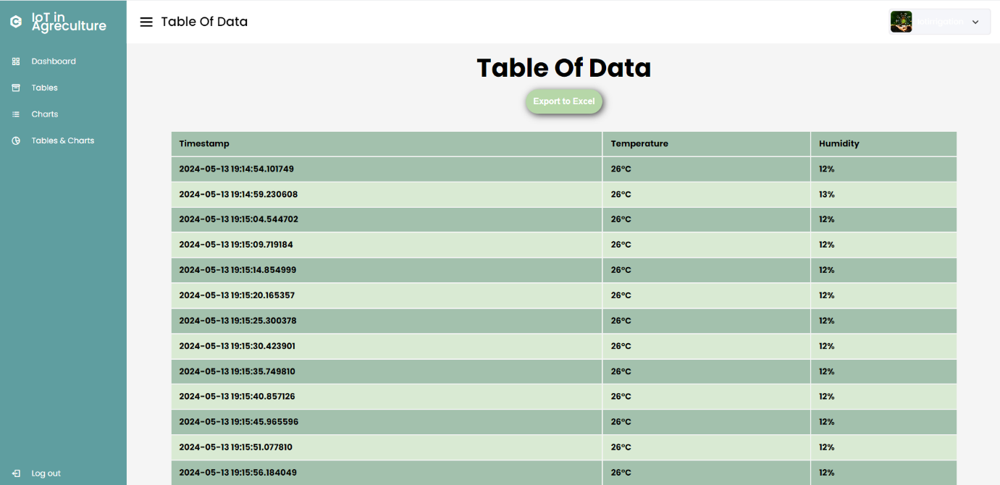 IoT in
Agreculture
Table Of Data
Dashboard
Tables
Charts
Tables & Charts
Log out
Table Of Data
Export to Excel
Timestamp Temperature Humidity
2024-05-13 19:14:54.101749 26°C 12%
2024-05-13 19:14:59.230608 26°C 13%
2024-05-13 19:15:04.544702 26°C 12%
2024-05-13 19:15:09.719184 26°C 12%
2024-05-13 19:15:14.854999 26°C 12%
2024-05-13 19:15:20.165357 26°C 12%
2024-05-13 19:15:25.300378 26°C 12%
2024-05-13 19:15:30.423901 26°C 12%
2024-05-13 19:15:35.749810 26°C 12%
2024-05-13 19:15:40.857126 26°C 12%
2024-05-13 19:15:45.965596 26°C 12%
2024-05-13 19:15:51.077810 26°C 12%
2024-05-13 19:15:56.184049 26°C 12%